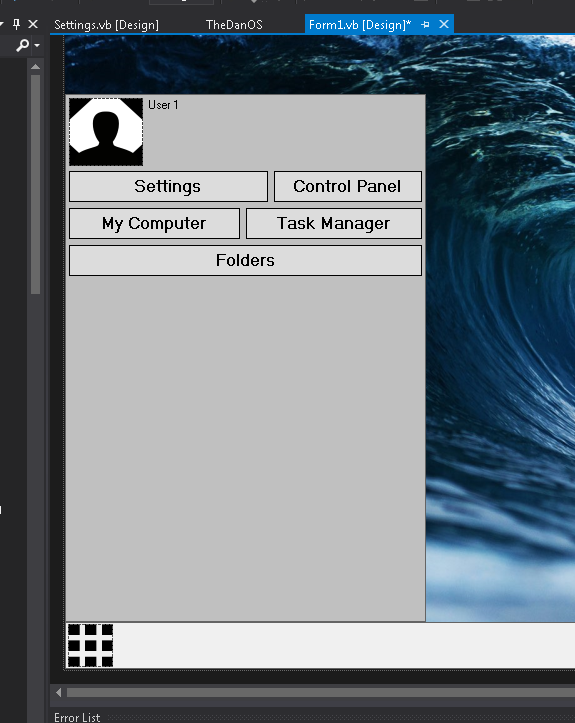 Settings.vb [Design]
TheDanOS
Form1.vb [Design]*
User 1
Settings
Control Panel
My Computer
Task Manager
Folders
Error List